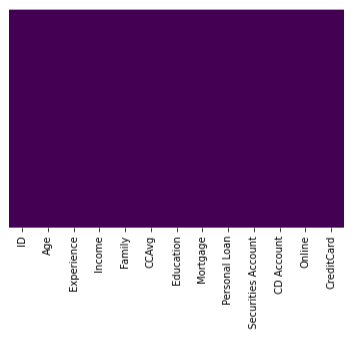 ID
Age
Experience
Income
Family
CCAvg
Education
Mortgage
Personal Loan
Securities Account
CD Account
Online
CreditCard